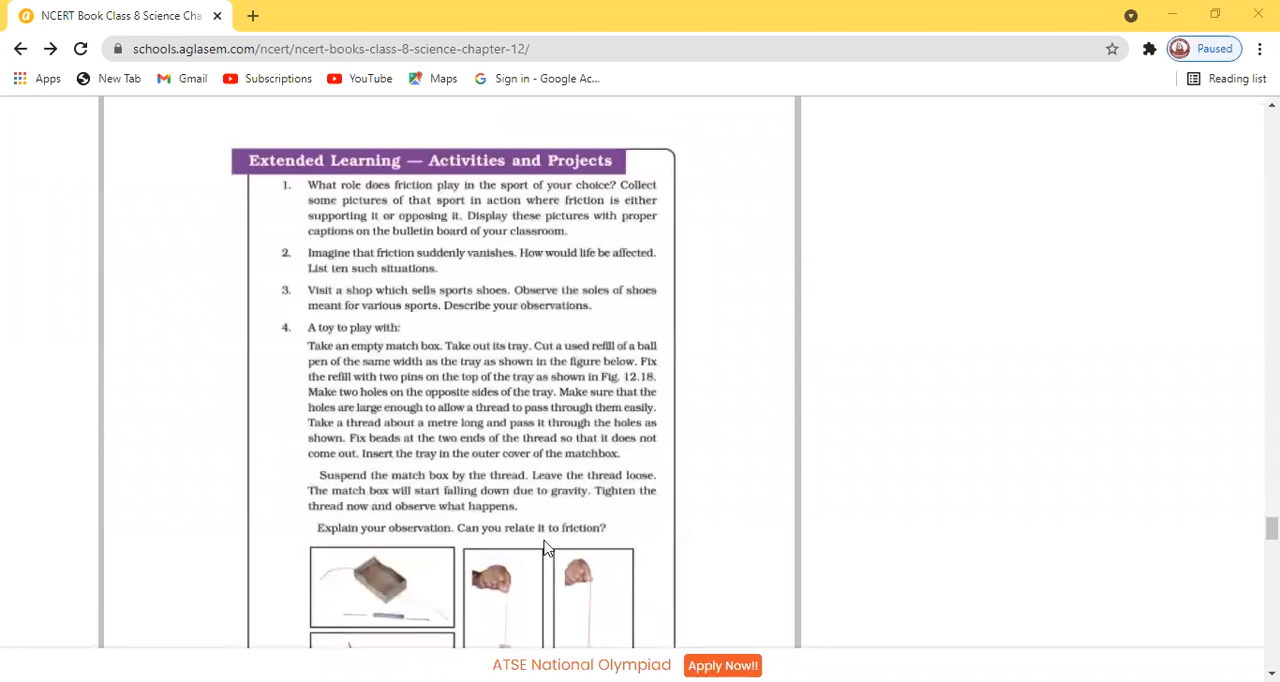 NCERT Book Class 8 Science Cha
schools.aglasem.com/ncert/ncert-books-class-8-science-chapter-12/
Paused
Apps
New Tab
Gmail
Subscriptions
YouTube
Maps
Sign in - Google Ac...
Reading list
Extended Learning — Activities and Projects
1. What role does friction play in the sport of your choice? Collect
some pictures of that sport in action where friction is either
supporting it or opposing it. Display these pictures with proper
captions on the bulletin board of your classroom.
2. Imagine that friction suddenly vanishes. How would life be affected.
List ten such situations.
3. Visit a shop which sells sports shoes. Observe the soles of shoes
meant for various sports. Describe your observations.
4. A toy to play with:
Take an empty match box. Take out its tray. Cut a used refill of a ball
pen of the same width as the tray as shown in the figure below. Fix
the refill with two pins on the top of the tray as shown in Fig. 12.18.
Make two holes on the opposite sides of the tray. Make sure that the
holes are large enough to allow a thread to pass through them easily.
Take a thread about a metre long and pass it through the holes as
shown. Fix beads at the two ends of the thread so that it does not
come out. Insert the tray in the outer cover of the matchbox.
Suspend the match box by the thread. Leave the thread loose.
The match box will start falling down due to gravity. Tighten the
thread now and observe what happens.
Explain your observation. Can you relate it to friction?
ATSE National Olympiad
Apply Now!!